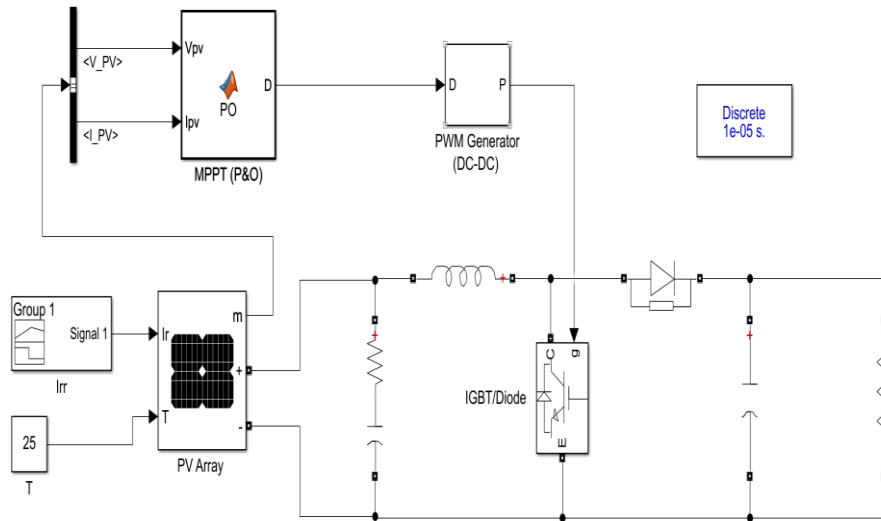 <V_PV>
<I_PV>
Vpv
Ipv
PO
D
MPPT (P&O)
D
P
PWM Generator
(DC-DC)
Discrete
1e-05 s.
Group 1
Signal 1
Irr
25
T
Ir
T
m
+
-
PV Array
C
g
E
IGBT/Diode
+
+
+